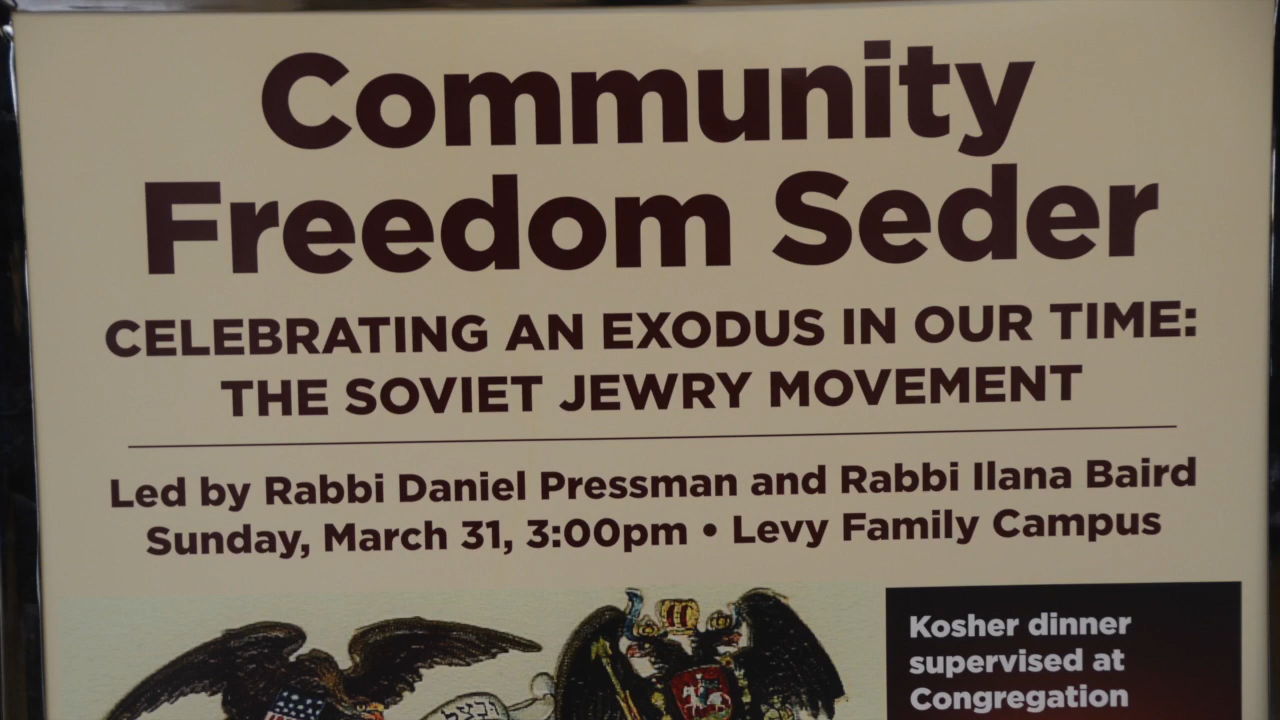 Community
Freedom Seder
CELEBRATING AN EXODUS IN OUR TIME:
THE SOVIET JEWRY MOVEMENT
Led by Rabbi Daniel Pressman and Rabbi Ilana Baird
Sunday, March 31, 3:00pm • Levy Family Campus
Kosher dinner
supervised at
Congregation